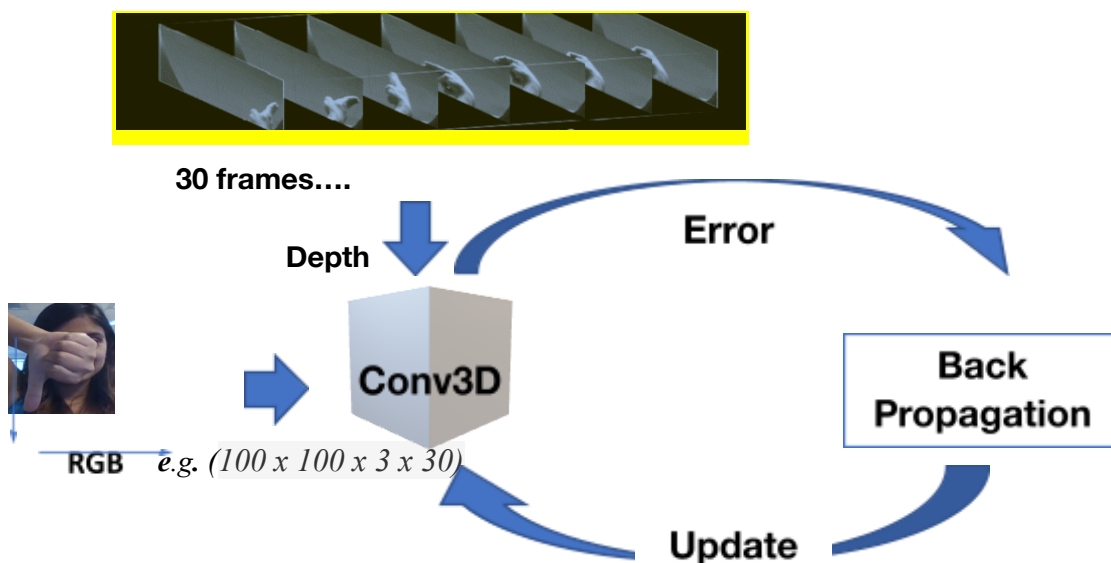 30 frames....
Depth
Error
Conv3D
Back
Propagation
RGB
e.g. (100 x 100 x 3 x 30)
Update